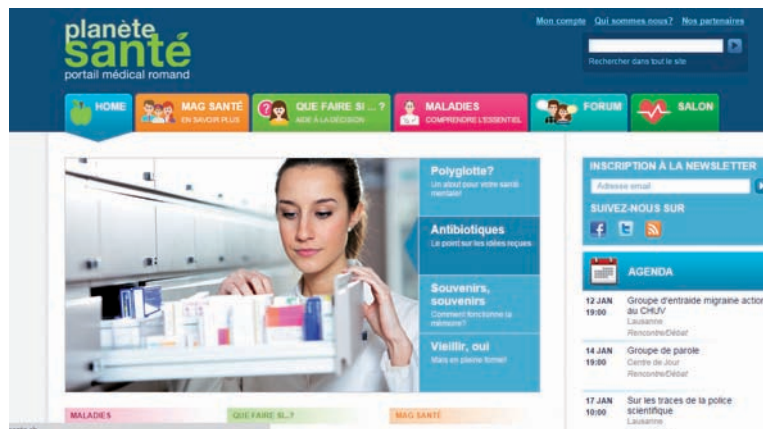 Mon compte Qui sommes-nous? Nos partenaires
planète
santé
portail médical romand
Rechercher dans tout le site
HOME
MAG SANTÉ
EN SAVOIR PLUS
QUE FAIRE SI ... ?
AIDE À LA DÉCISION
MALADIES
COMPRENDRE L'ESSENTIEL
FORUM
SALON
Polyglotte?
Un atout pour votre santé
mentale!
Antibiotiques
Le point sur les idées reçues
Souvenirs,
souvenirs
Comment fonctionne la
mémoire?
Vieillir, oui
Mais en pleine forme!
INSCRIPTION À LA NEWSLETTER
Adresse email
SUIVEZ-NOUS SUR
AGENDA
12 JAN Groupe d'entraide migraine action
19:00 au CHUV
Lausanne
Rencontre/Débat
14 JAN Groupe de parole
19:00 Centre de Jour
Rencontre/Débat
17 JAN Sur les traces de la police
10:00 scientifique
Lausanne
MALADIES
QUE FAIRE SI...?
MAG SANTÉ